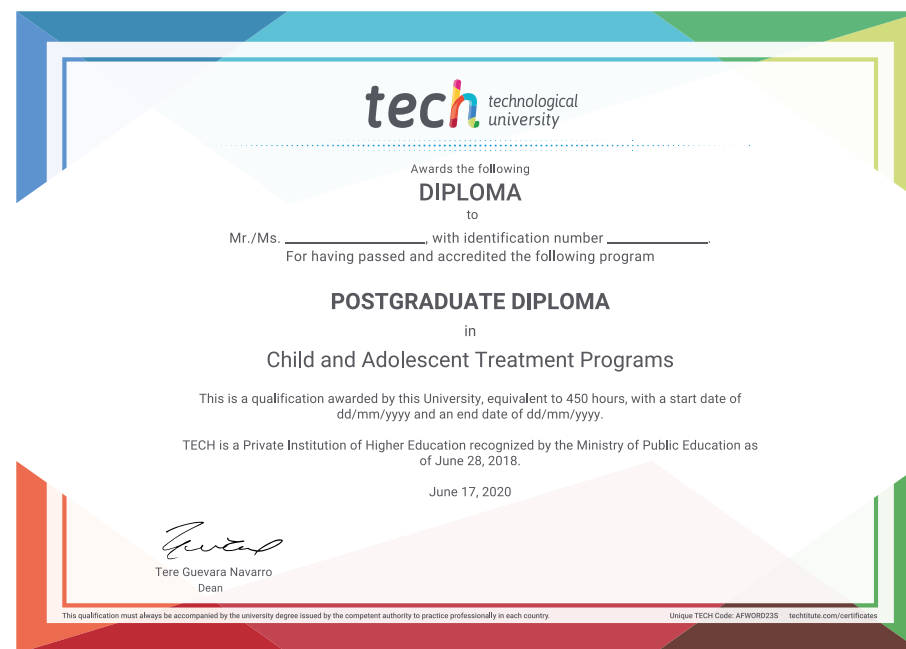 tech technological
university
Awards the following
DIPLOMA
to
Mr./Ms. ____________________, with identification number ______________.
For having passed and accredited the following program
POSTGRADUATE DIPLOMA
in
Child and Adolescent Treatment Programs
This is a qualification awarded by this University, equivalent to 450 hours, with a start date of
dd/mm/yyyy and an end date of dd/mm/yyyy.
TECH is a Private Institution of Higher Education recognized by the Ministry of Public Education as
of June 28, 2018.
June 17, 2020
Tere Guevara Navarro
Dean
This qualification must always be accompanied by the university degree issued by the competent authority to practice professionally in each country.
Unique TECH Code: AFWORD23S techtitute.com/certificates